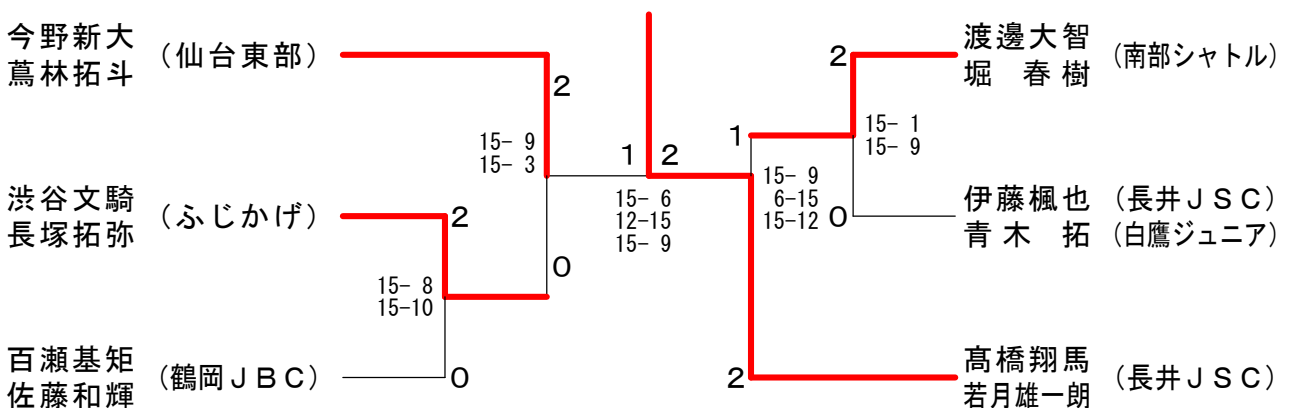 今野新大
蔦林拓斗
(仙台東部)
2
15- 9
15- 3
渋谷文騎
長塚拓弥
(ふじかげ)
2
0
15- 8
15-10
百瀬基矩
佐藤和輝
(鶴岡JBC)
0
1 2
15- 6
12-15
15- 9
渡邊大智
堀 春樹
(南部シャトル)
2
1
15- 1
15- 9
15- 9
6-15
15-12
0
伊藤楓也 (長井JSC)
青木 拓 (白鷹ジュニア)
2
髙橋翔馬
若月雄一朗
(長井JSC)